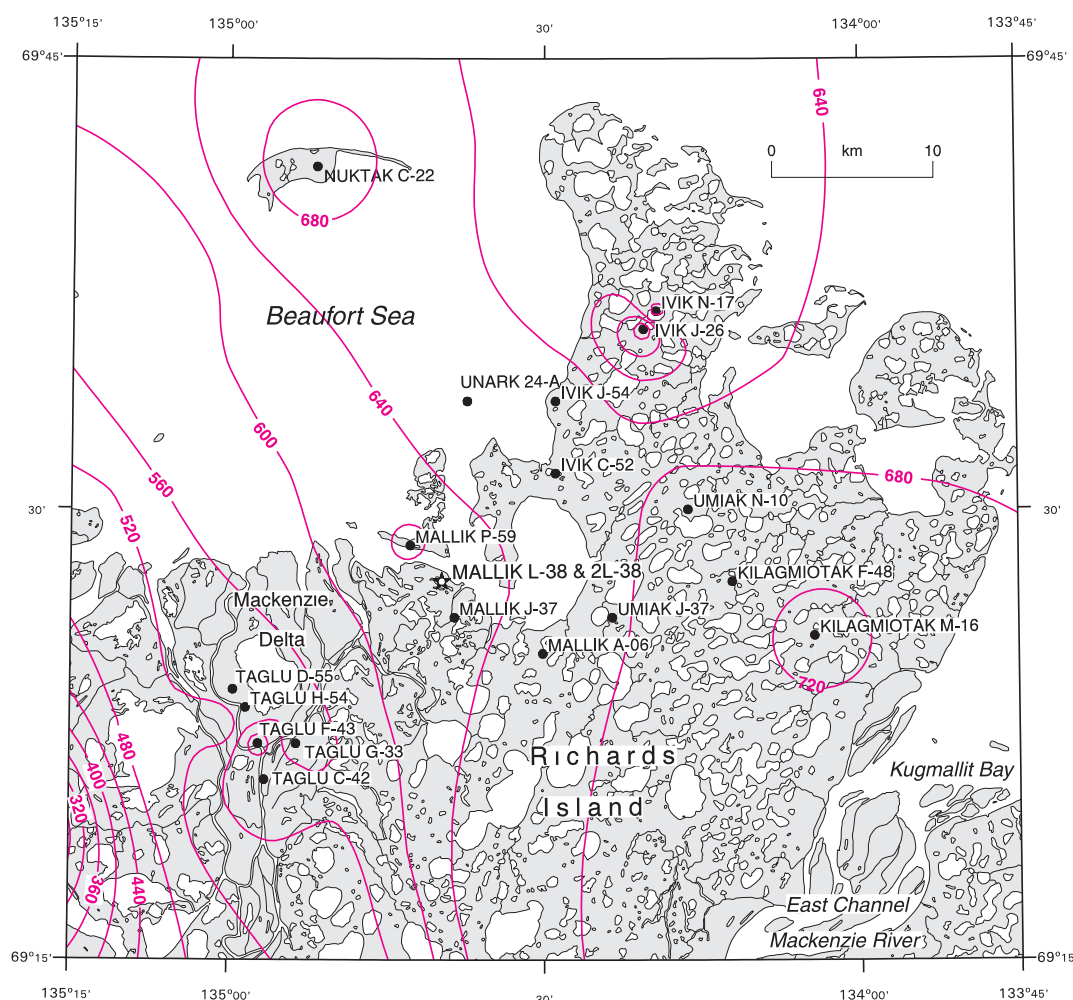 135°15'
135°00'
30'
134°00'
133°45'
69°45'
69°45'
640
0 km 10
NUKTAK C-22
680
IVIK N-17
Beaufort Sea
IVIK J-26
UNARK 24-A
IVIK J-54
640
600
IVIK C-52
680
560
UMIAK N-10
30'
30'
520
MALLIK P-59
MALLIK L-38 & 2L-38
KILAGMIOTAK F-48
Mackenzie
MALLIK J-37
UMIAK J-37
KILAGMIOTAK M-16
Delta
MALLIK A-06
TAGLU D-55
720
TAGLU H-54
TAGLU F-43
480
TAGLU G-33
Richards
400
TAGLU C-42
Kugmallit Bay
320
Island
360
440
East Channel
Mackenzie River
69°15'
69°15'
135°15'
135°00'
30'
134°00'
133°45'